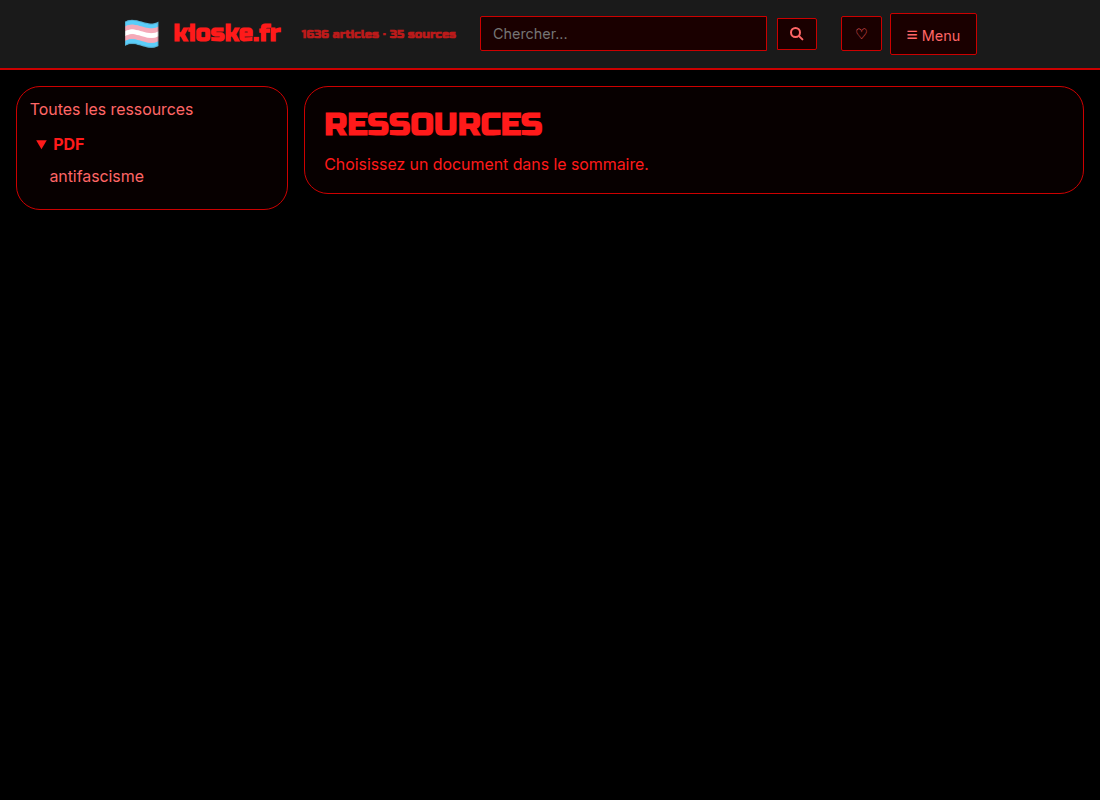 kioske.fr
1636 articles · 35 sources
Chercher...
♡
≡ Menu
Toutes les ressources
▼ PDF
antifascisme
RESSOURCES
Choisissez un document dans le sommaire.